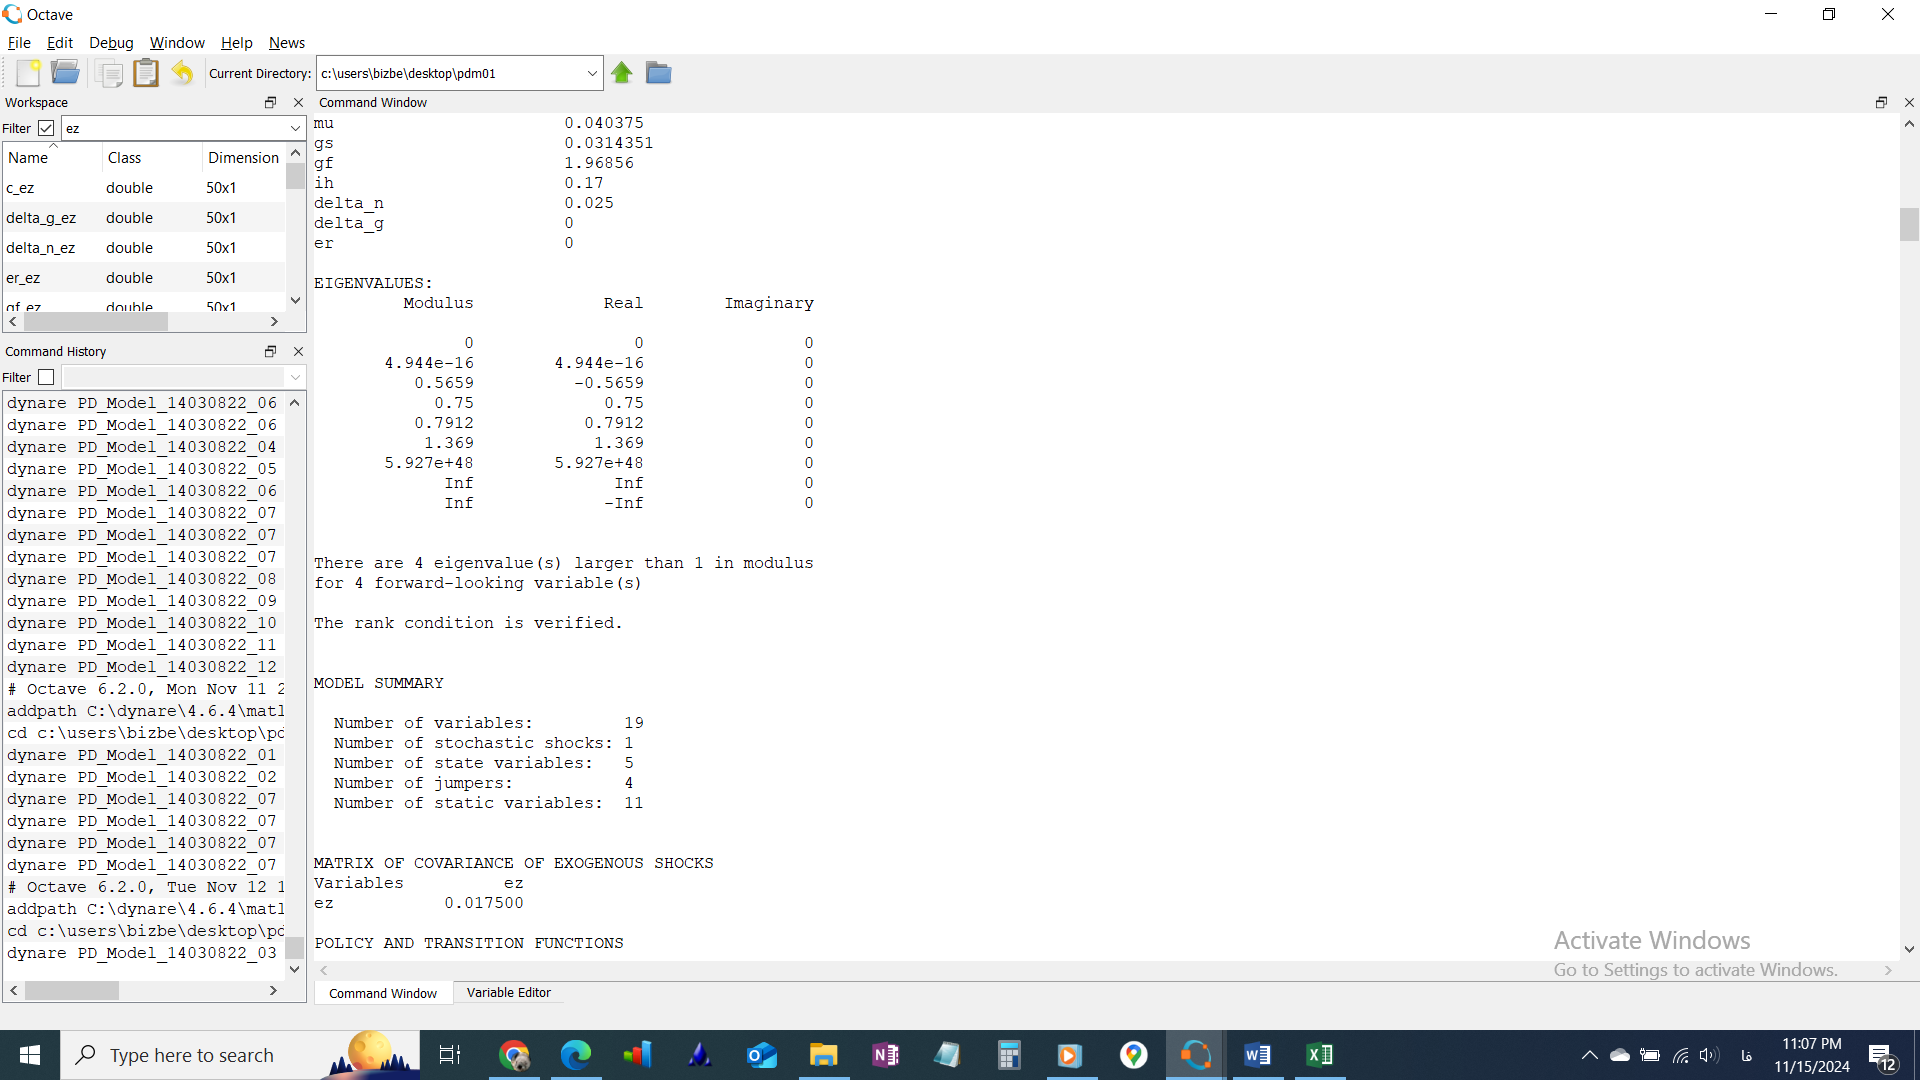 Octave
File Edit Debug Window Help News
Current Directory: c:\users\bizbe\desktop\pdm01
Workspace
Filter ez
Name Class Dimension
c_ez double 50x1
delta_g_ez double 50x1
delta_n_ez double 50x1
er_ez double 50x1
gf_ez double 50x1
Command History
Filter
dynare PD_Model_14030822_06
dynare PD_Model_14030822_06
dynare PD_Model_14030822_04
dynare PD_Model_14030822_05
dynare PD_Model_14030822_06
dynare PD_Model_14030822_07
dynare PD_Model_14030822_07
dynare PD_Model_14030822_07
dynare PD_Model_14030822_08
dynare PD_Model_14030822_09
dynare PD_Model_14030822_10
dynare PD_Model_14030822_11
dynare PD_Model_14030822_12
# Octave 6.2.0, Mon Nov 11 2
addpath C:\dynare\4.6.4\matl
cd c:\users\bizbe\desktop\pd
dynare PD_Model_14030822_01
dynare PD_Model_14030822_02
dynare PD_Model_14030822_07
dynare PD_Model_14030822_07
dynare PD_Model_14030822_07
dynare PD_Model_14030822_07
# Octave 6.2.0, Tue Nov 12 1
addpath C:\dynare\4.6.4\matl
cd c:\users\bizbe\desktop\pd
dynare PD_Model_14030822_03
Command Window
mu 0.040375
gs 0.0314351
gf 1.96856
ih 0.17
delta_n 0.025
delta_g 0
er 0
EIGENVALUES:
Modulus Real Imaginary
0 0 0
4.944e-16 4.944e-16 0
0.5659 -0.5659 0
0.75 0.75 0
0.7912 0.7912 0
1.369 1.369 0
5.927e+48 5.927e+48 0
Inf Inf 0
Inf -Inf 0
There are 4 eigenvalue(s) larger than 1 in modulus
for 4 forward-looking variable(s)
The rank condition is verified.
MODEL SUMMARY
Number of variables: 19
Number of stochastic shocks: 1
Number of state variables: 5
Number of jumpers: 4
Number of static variables: 11
MATRIX OF COVARIANCE OF EXOGENOUS SHOCKS
Variables ez
ez 0.017500
POLICY AND TRANSITION FUNCTIONS
Activate Windows
Go to Settings to activate Windows.
Command Window Variable Editor
Type here to search
فا
11:07 PM
11/15/2024
12